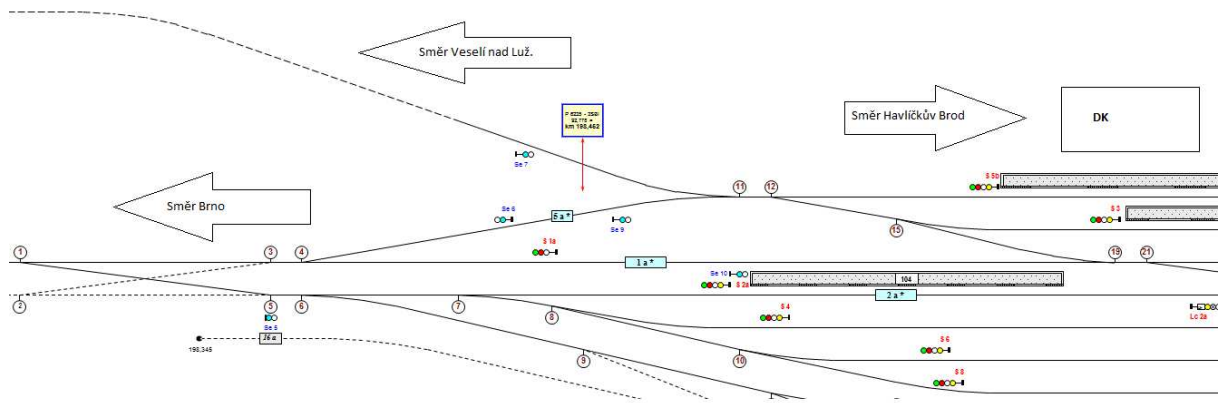 Směr Veselí nad Luž.
Směr Havlíčkův Brod
DK
km 198,462
Se 7
11
12
S 5b
Směr Brno
Se 6
5 a *
Se 9
S 3
15
1
3
4
S 1a
1 a *
19
21
Se 10
104
S 2a
2 a *
2
5
6
7
8
Se 5
S 4
Lc 2a
198,345
16 a
9
10
S 6
S 8